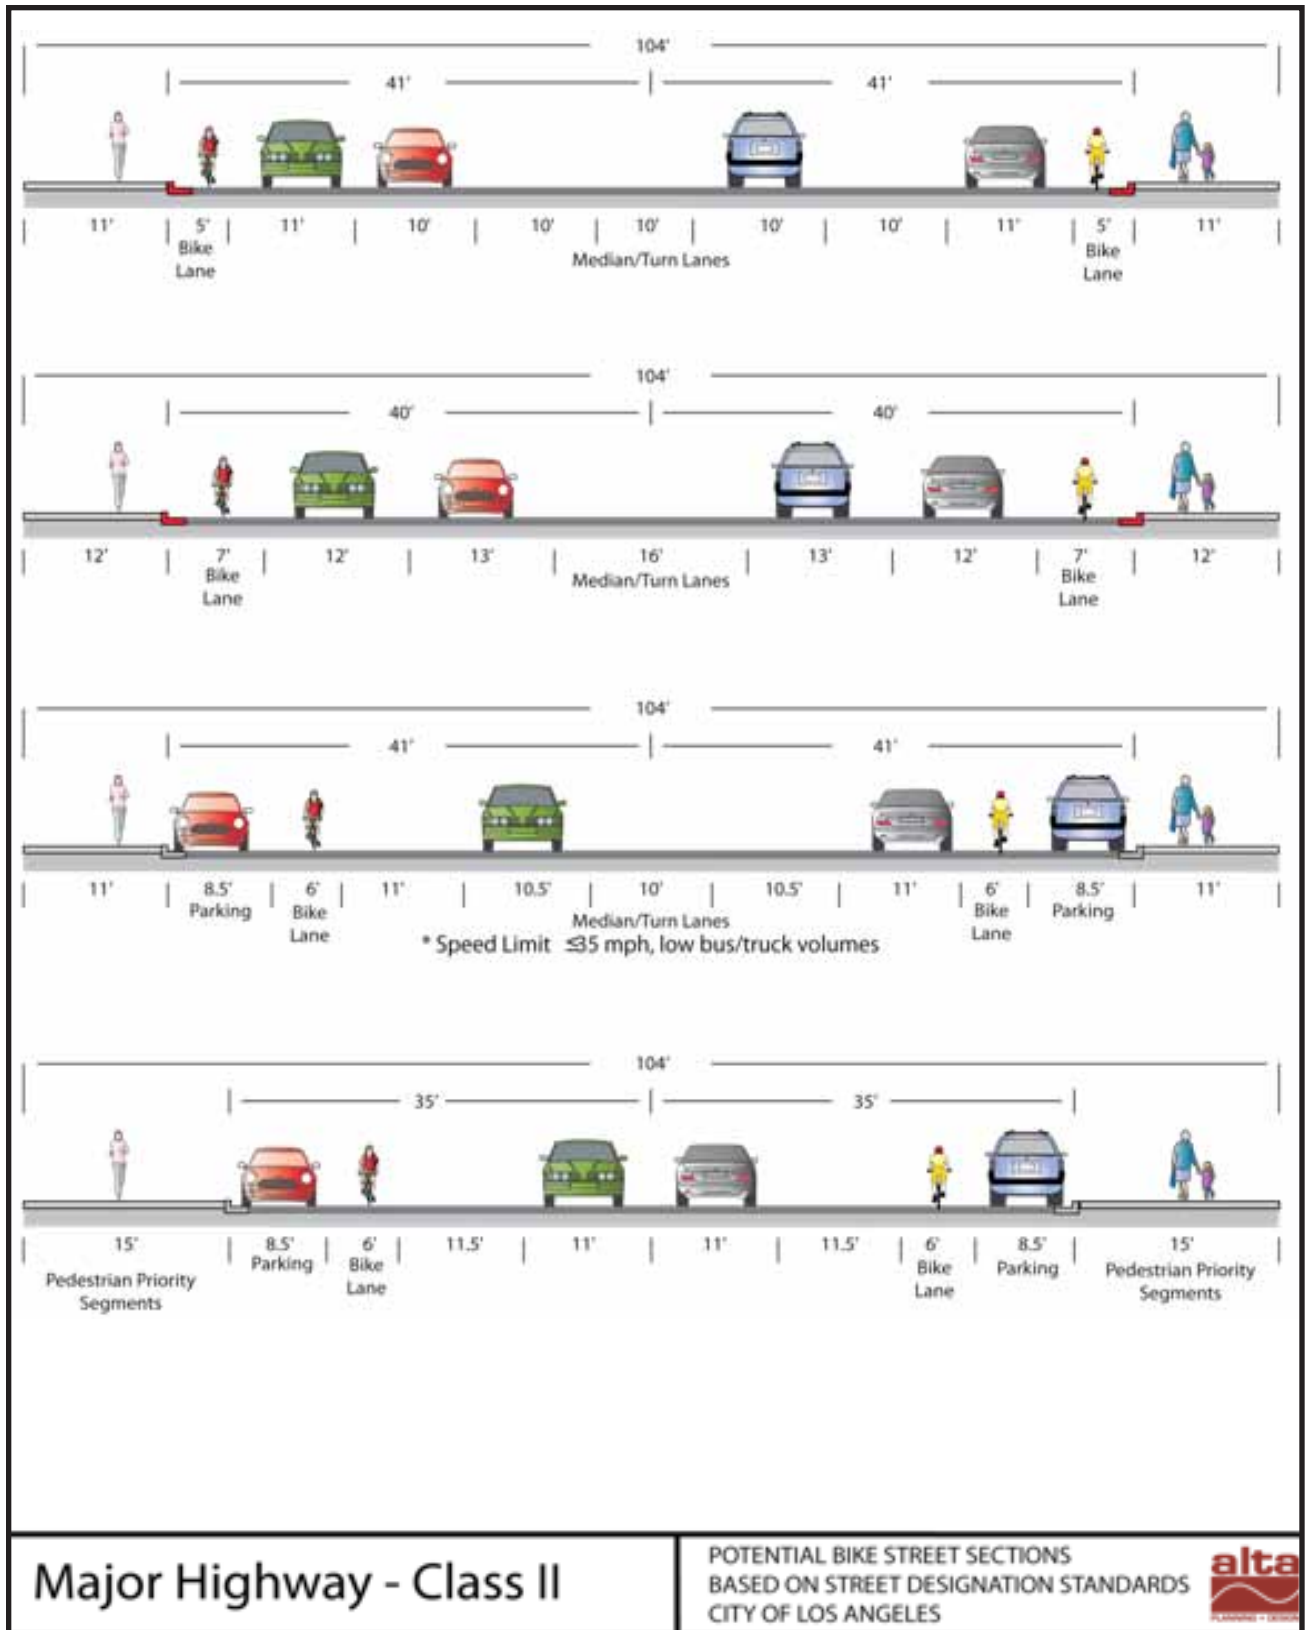 104'
41' 41'
11' 5' 11' 10' 10' 10' 10' 10' 11' 5' 11'
Bike Lane
Median/Turn Lanes
Bike Lane
104'
40' 40'
12' 7' 12' 13' 16' 13' 12' 7' 12'
Bike Lane
Median/Turn Lanes
Bike Lane
104'
41' 41'
11' 8.5' 6' 11' 10.5' 10' 10.5' 11' 6' 8.5' 11'
Parking
Bike Lane
Median/Turn Lanes
Bike Lane
Parking
* Speed Limit ≤35 mph, low bus/truck volumes
104'
35' 35'
15' 8.5' 6' 11.5' 11' 11' 11.5' 6' 8.5' 15'
Pedestrian Priority Segments
Parking
Bike Lane
Bike Lane
Parking
Pedestrian Priority Segments
Major Highway - Class II
POTENTIAL BIKE STREET SECTIONS
BASED ON STREET DESIGNATION STANDARDS
CITY OF LOS ANGELES
alta
PLANNING + DESIGN